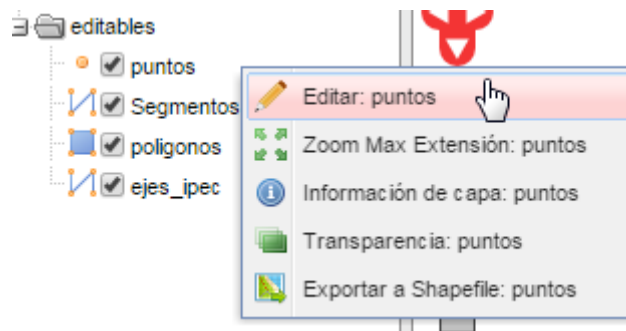 editables
puntos
Segmentos
poligonos
ejes_ipec
Editar: puntos
Zoom Max Extensión: puntos
Información de capa: puntos
Transparencia: puntos
Exportar a Shapefile: puntos